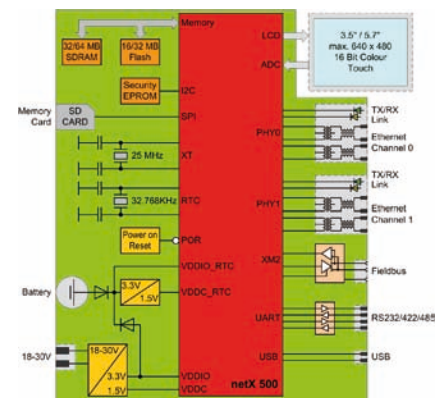 32/64 MB
SDRAM
16/32 MB
Flash
Memory
LCD
ADC
3.5" / 5.7"
max. 640 x 480
16 Bit Colour
Touch
Security
EPROM
I2C
Memory
Card
SD
CARD
SPI
TX/RX
Link
PHY0
Ethernet
Channel 0
25 MHz
XT
TX/RX
Link
32.768KHz
RTC
PHY1
Ethernet
Channel 1
Power on
Reset
POR
XM2
Fieldbus
VDDIO_RTC
Battery
3.3V
1.5V
VDDC_RTC
UART
RS232/422/485
18-30V
18-30V
3.3V
1.5V
VDDIO
VDDC
USB
USB
netX 500